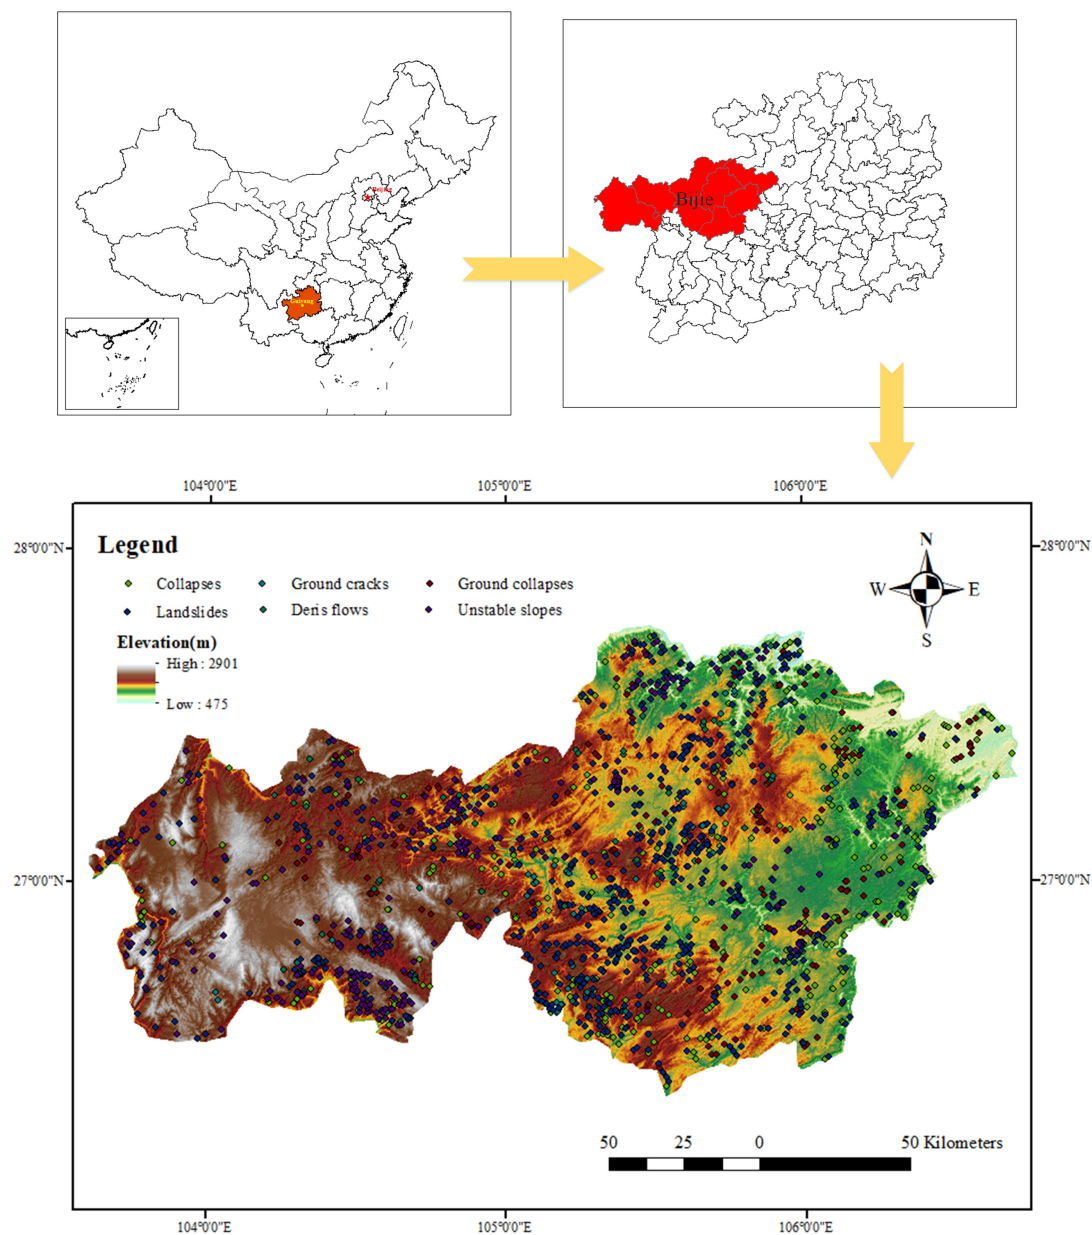 Beijing
Guiyang
Bijie
104°0'0"E 105°0'0"E 106°0'0"E
28°0'0"N 28°0'0"N
Legend
Collapses Ground cracks Ground collapses
Landslides Deris flows Unstable slopes
Elevation(m)
High : 2901
Low : 475
N
W E
S
27°0'0"N 27°0'0"N
50 25 0 50 Kilometers
104°0'0"E 105°0'0"E 106°0'0"E